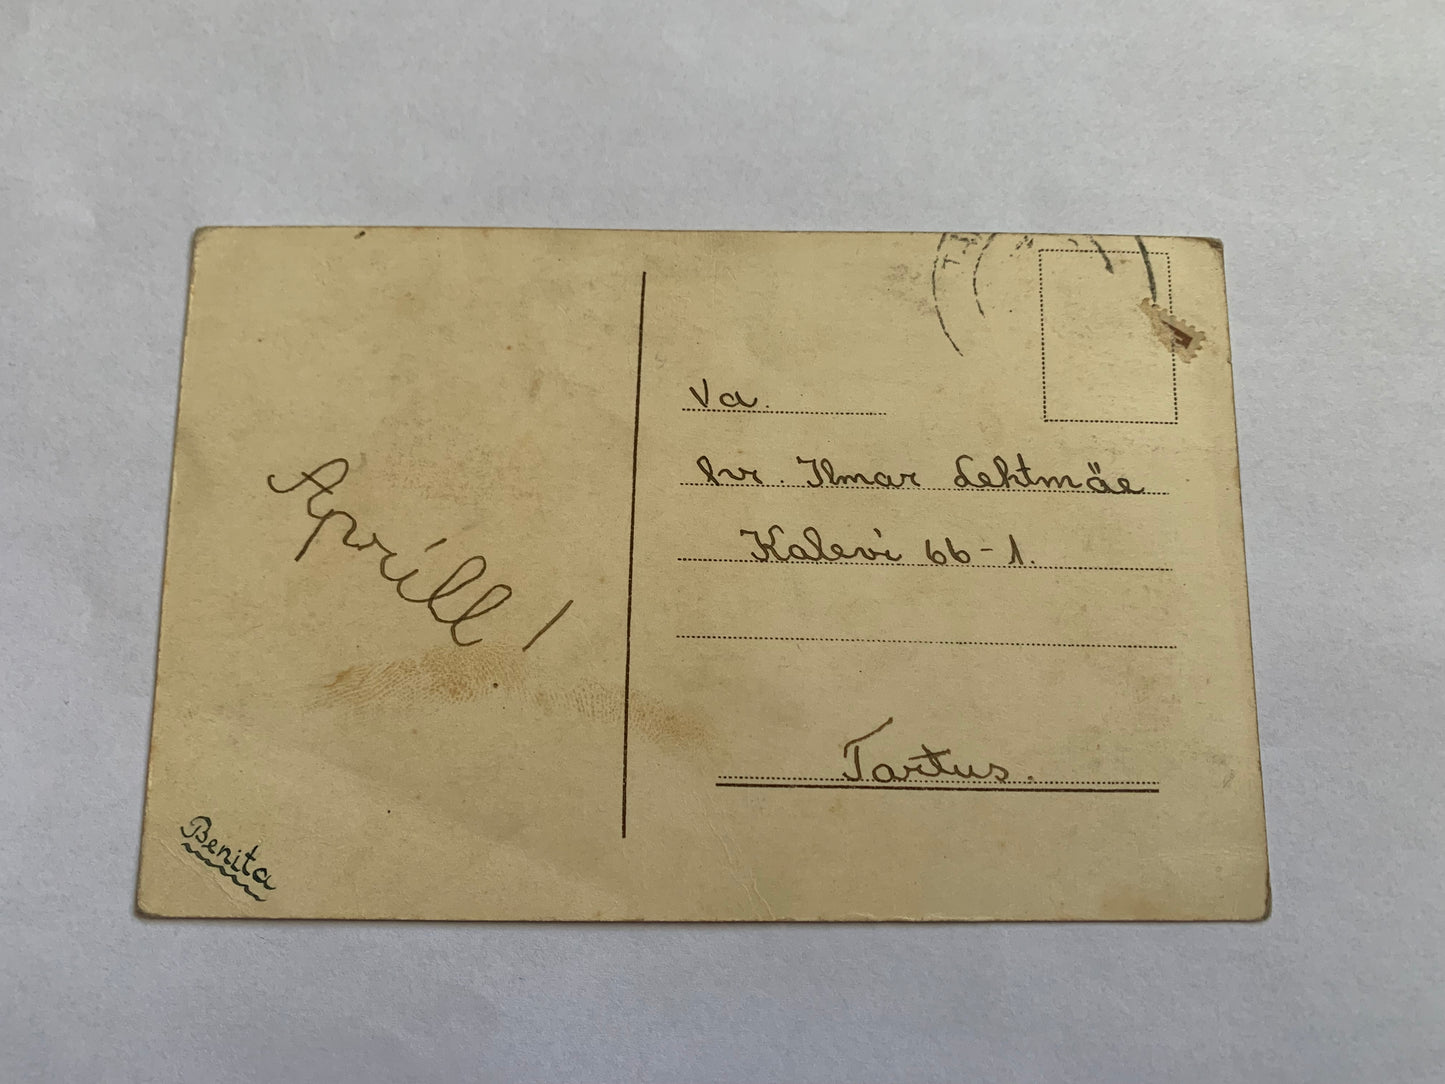 Aprill!
Benita
Va.
hr. Ilmar Lehtmäe
Kalevi 66-1.
Tartus.